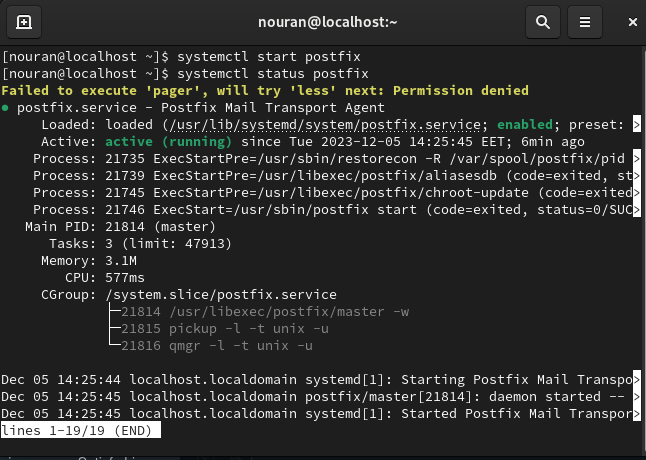 nouran@localhost:~
[nouran@localhost ~]$ systemctl start postfix
[nouran@localhost ~]$ systemctl status postfix
Failed to execute 'pager', will try 'less' next: Permission denied
● postfix.service - Postfix Mail Transport Agent
Loaded: loaded (/usr/lib/systemd/system/postfix.service; enabled; preset: >
Active: active (running) since Tue 2023-12-05 14:25:45 EET; 6min ago
Process: 21735 ExecStartPre=/usr/sbin/restorecon -R /var/spool/postfix/pid >
Process: 21739 ExecStartPre=/usr/libexec/postfix/aliasesdb (code=exited, st>
Process: 21745 ExecStartPre=/usr/libexec/postfix/chroot-update (code=exited>
Process: 21746 ExecStart=/usr/sbin/postfix start (code=exited, status=0/SUC>
Main PID: 21814 (master)
Tasks: 3 (limit: 47913)
Memory: 3.1M
CPU: 577ms
CGroup: /system.slice/postfix.service
├─21814 /usr/libexec/postfix/master -w
├─21815 pickup -l -t unix -u
└─21816 qmgr -l -t unix -u
Dec 05 14:25:44 localhost.localdomain systemd[1]: Starting Postfix Mail Transpo>
Dec 05 14:25:45 localhost.localdomain postfix/master[21814]: daemon started -- >
Dec 05 14:25:45 localhost.localdomain systemd[1]: Started Postfix Mail Transpor>
lines 1-19/19 (END)